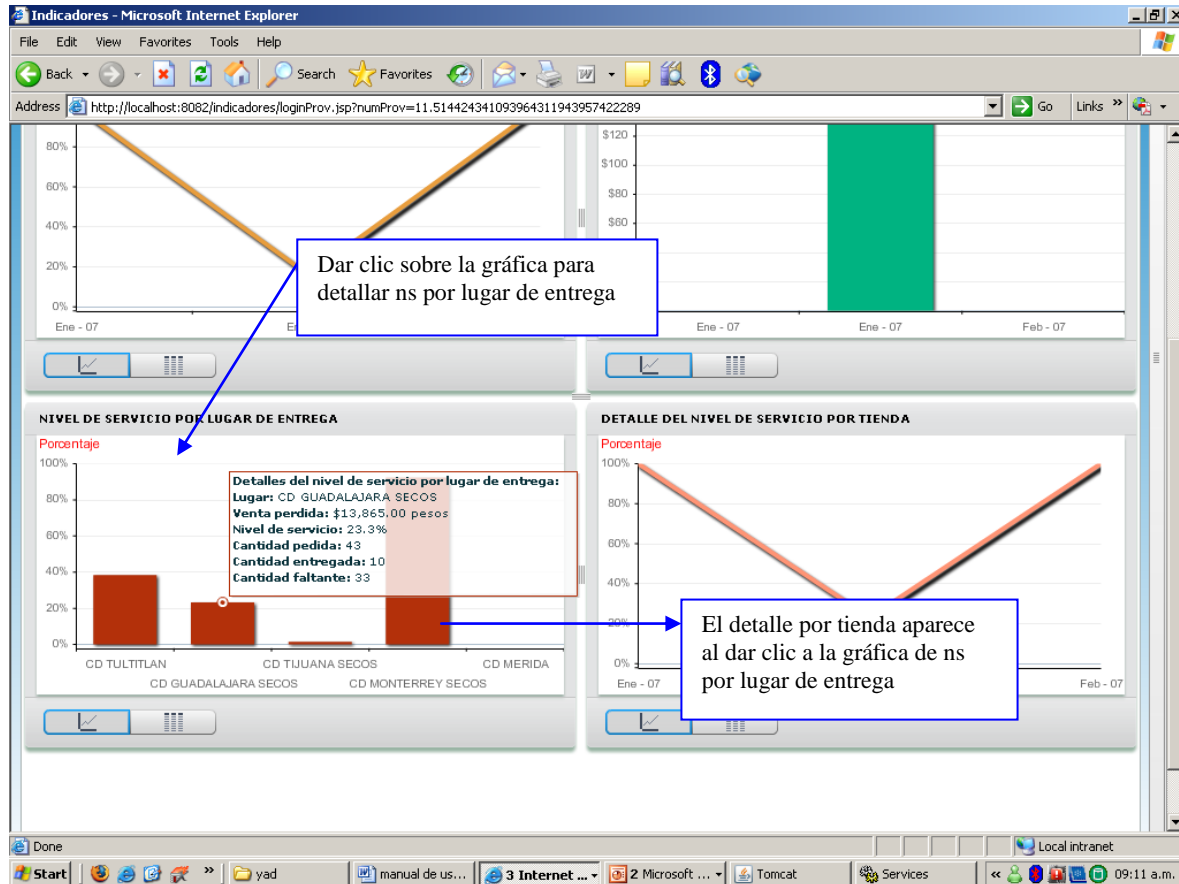 Indicadores - Microsoft Internet Explorer
File Edit View Favorites Tools Help
Back Search Favorites
Address http://localhost:8082/indicadores/loginProv.jsp?numProv=11.514424341093964311943957422289 Go Links »
80%
60%
40%
20%
0%
Ene - 07
$120
$100
$80
$60
Ene - 07 Ene - 07 Feb - 07
Dar clic sobre la gráfica para
detallar ns por lugar de entrega
NIVEL DE SERVICIO POR LUGAR DE ENTREGA
Porcentaje
100%
80%
60%
40%
20%
0%
CD TULTITLAN CD TIJUANA SECOS CD MERIDA
CD GUADALAJARA SECOS CD MONTERREY SECOS
Detalles del nivel de servicio por lugar de entrega:
Lugar: CD GUADALAJARA SECOS
Venta perdida: $13,865.00 pesos
Nivel de servicio: 23.3%
Cantidad pedida: 43
Cantidad entregada: 10
Cantidad faltante: 33
DETALLE DEL NIVEL DE SERVICIO POR TIENDA
Porcentaje
100%
80%
60%
40%
20%
0%
Ene - 07 Feb - 07
El detalle por tienda aparece
al dar clic a la gráfica de ns
por lugar de entrega
Done Local intranet
Start » yad manual de us... 3 Internet ... 2 Microsoft ... Tomcat Services « 09:11 a.m.